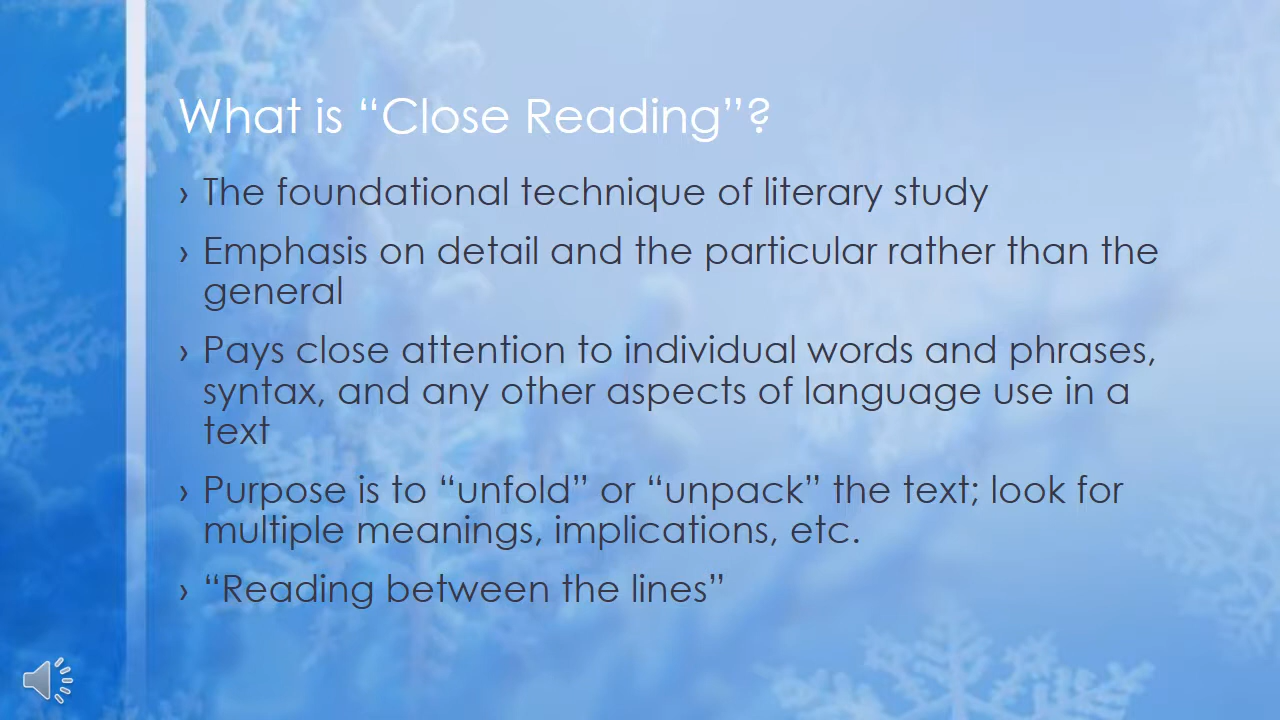 What is “Close Reading”?
› The foundational technique of literary study
› Emphasis on detail and the particular rather than the
general
› Pays close attention to individual words and phrases,
syntax, and any other aspects of language use in a
text
› Purpose is to “unfold” or “unpack” the text; look for
multiple meanings, implications, etc.
› “Reading between the lines”